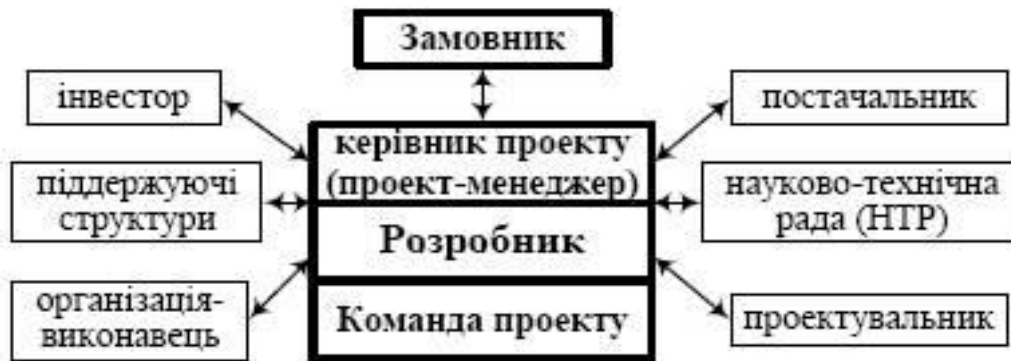 Замовник
інвестор
постачальник
керівник проекту
(проект-менеджер)
піддержуючі
структури
науково-технічна
рада (НТР)
Розробник
організація-
виконавець
Команда проекту
проектувальник